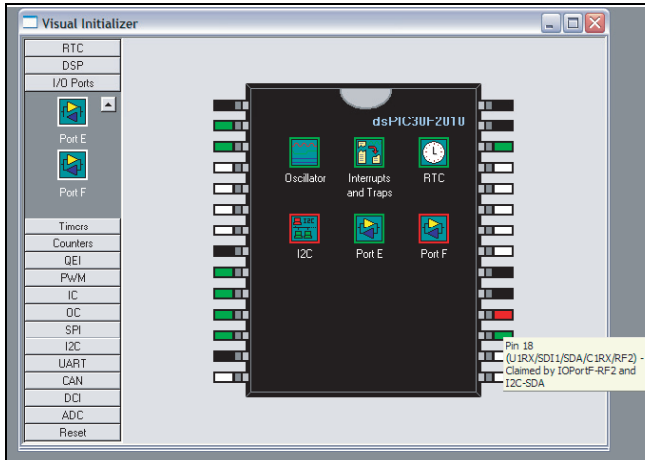 Visual Initializer
RTC
DSP
I/O Ports
Port E
Port F
Timers
Counters
QEI
PWM
IC
OC
SPI
I2C
UART
CAN
DCI
ADC
Reset
dsPIC30F2010
Oscillator
Interrupts
and Traps
RTC
I2C
Port E
Port F
Pin 18
(U1RX/SDI1/SDA/C1RX/RF2) -
Claimed by IOPortF-RF2 and
I2C-SDA